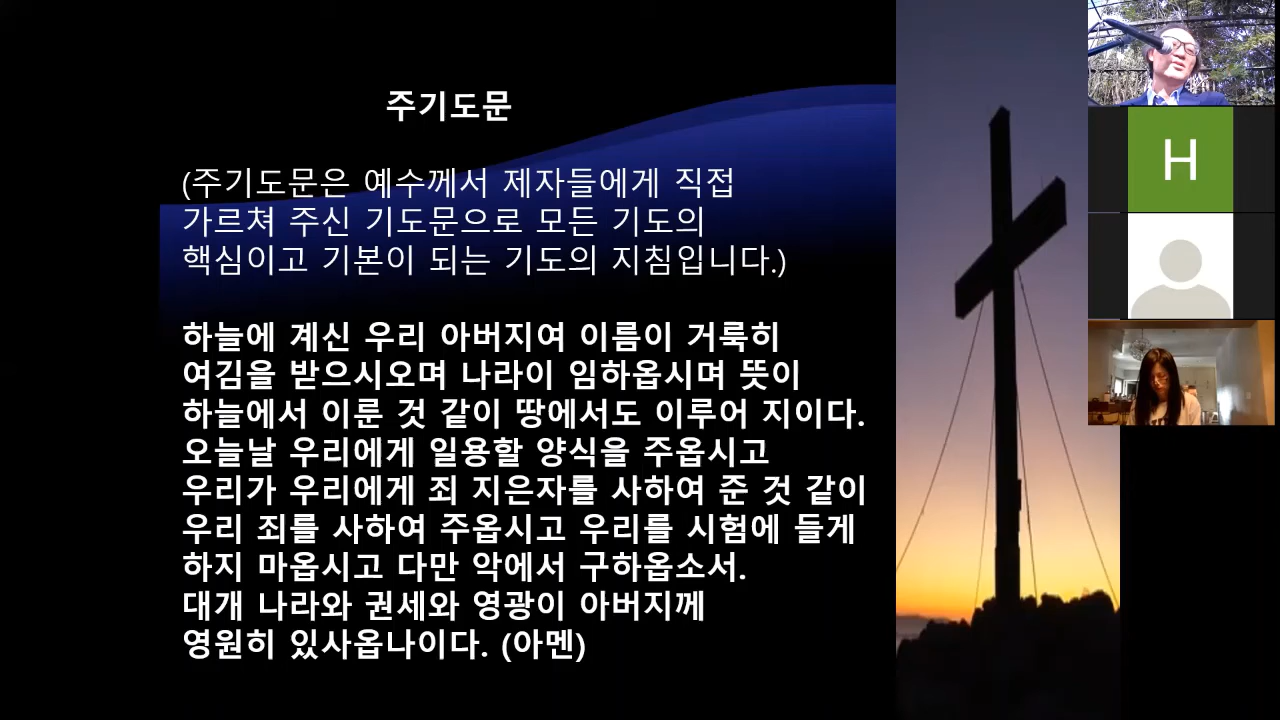 주기도문
(주기도문은 예수께서 제자들에게 직접
가르쳐 주신 기도문으로 모든 기도의
핵심이고 기본이 되는 기도의 지침입니다.)
하늘에 계신 우리 아버지여 이름이 거룩히
여김을 받으시오며 나라이 임하옵시며 뜻이
하늘에서 이룬 것 같이 땅에서도 이루어 지이다.
오늘날 우리에게 일용할 양식을 주옵시고
우리가 우리에게 죄 지은자를 사하여 준 것 같이
우리 죄를 사하여 주옵시고 우리를 시험에 들게
하지 마옵시고 다만 악에서 구하옵소서.
대개 나라와 권세와 영광이 아버지께
영원히 있사옵나이다. (아멘)
H